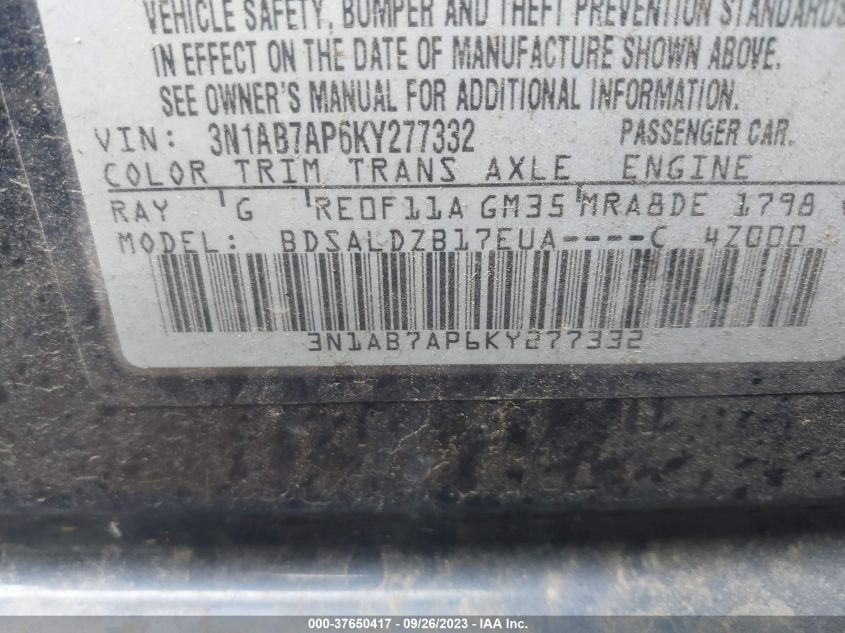 VEHICLE SAFETY, BUMPER AND THEFT PREVENTION STANDARDS
IN EFFECT ON THE DATE OF MANUFACTURE SHOWN ABOVE.
SEE OWNER'S MANUAL FOR ADDITIONAL INFORMATION.
VIN: 3N1AB7AP6KY277332 PASSENGER CAR.
COLOR TRIM TRANS AXLE ENGINE
RAY G RE0F11A GM35 MRA8DE 1798
MODEL: BDSALDZB17EUA----C 4Z000
3N1AB7AP6KY277332
000-37650417 - 09/26/2023 - IAAI.com